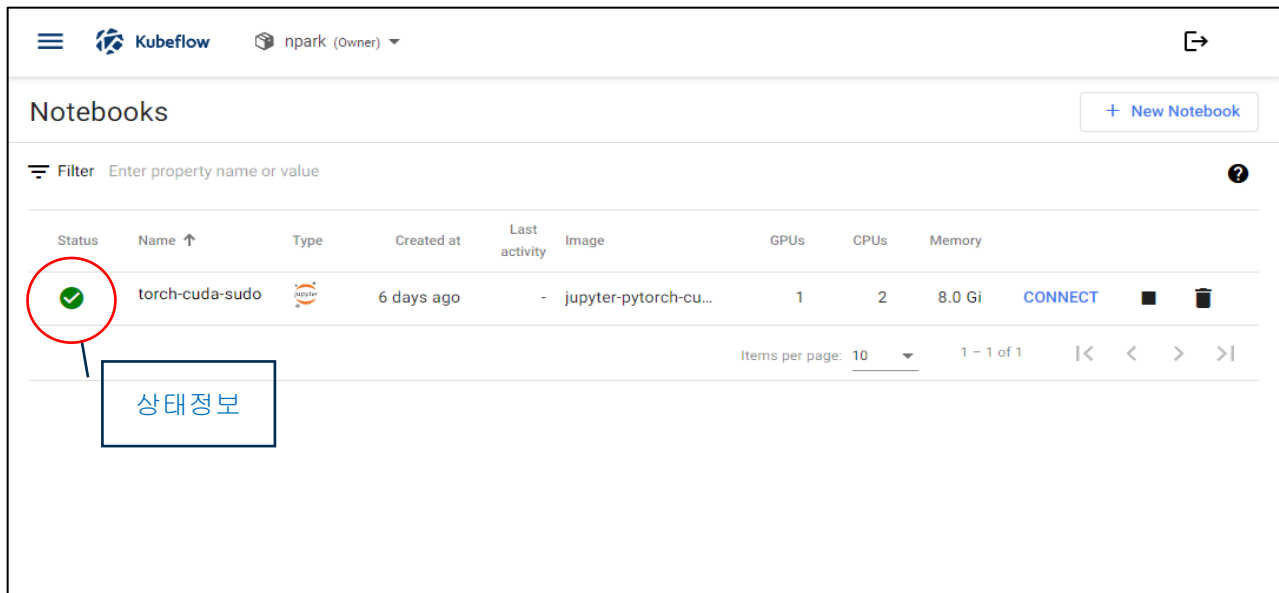 Kubeflow npark (Owner)
Notebooks
+ New Notebook
Filter Enter property name or value
Status Name Type Created at Last activity Image GPUs CPUs Memory
torch-cuda-sudo jupyter 6 days ago - jupyter-pytorch-cu... 1 2 8.0 Gi CONNECT
Items per page: 10 1 – 1 of 1
상태정보